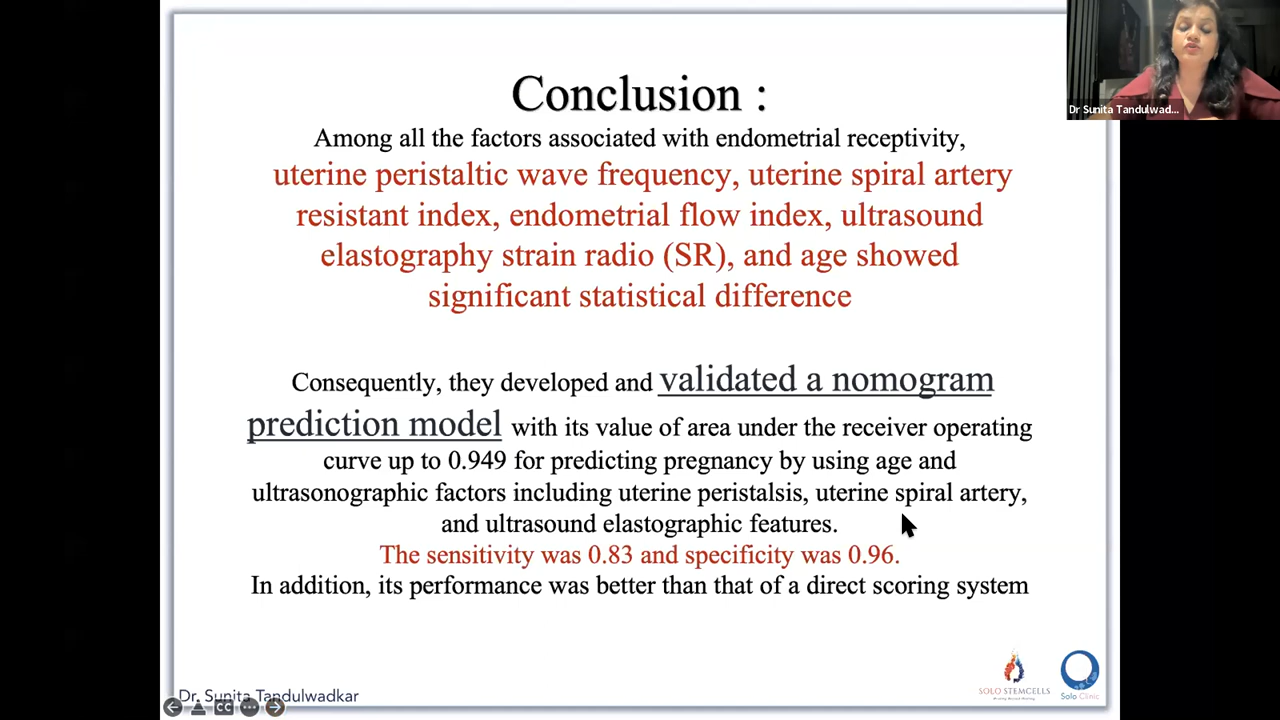 Conclusion :
Among all the factors associated with endometrial receptivity,
uterine peristaltic wave frequency, uterine spiral artery
resistant index, endometrial flow index, ultrasound
elastography strain radio (SR), and age showed
significant statistical difference
Consequently, they developed and validated a nomogram
prediction model with its value of area under the receiver operating
curve up to 0.949 for predicting pregnancy by using age and
ultrasonographic factors including uterine peristalsis, uterine spiral artery,
and ultrasound elastographic features.
The sensitivity was 0.83 and specificity was 0.96.
In addition, its performance was better than that of a direct scoring system
Dr Sunita Tandulwad...
SOLO STEMCELLS
Solo Clinic
Dr. Sunita Tandulwadkar
CC